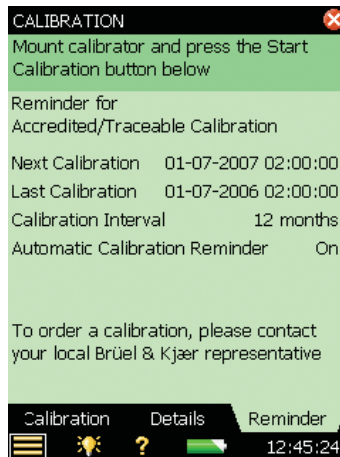 CALIBRATION
Mount calibrator and press the Start
Calibration button below
Reminder for
Accredited/Traceable Calibration
Next Calibration 01-07-2007 02:00:00
Last Calibration 01-07-2006 02:00:00
Calibration Interval 12 months
Automatic Calibration Reminder On
To order a calibration, please contact
your local Brüel & Kjær representative
Calibration Details Reminder
? 12:45:24